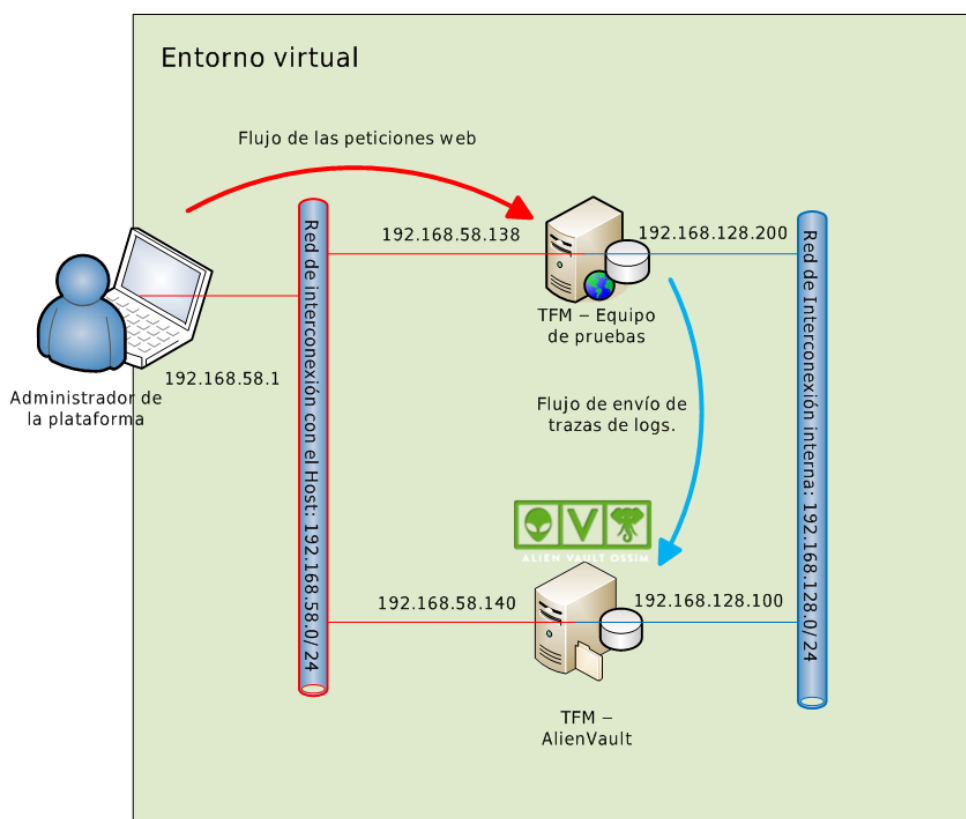 Entorno virtual
Flujo de las peticiones web
192.168.58.138
192.168.128.200
TFM – Equipo
de pruebas
192.168.58.1
Administrador de
la plataforma
Red de interconexión con el Host: 192.168.58.0/24
Red de Interconexión interna: 192.168.128.0/24
Flujo de envío de
trazas de logs.
V
ALIEN VAULT OSSIM
192.168.58.140
192.168.128.100
TFM –
AlienVault